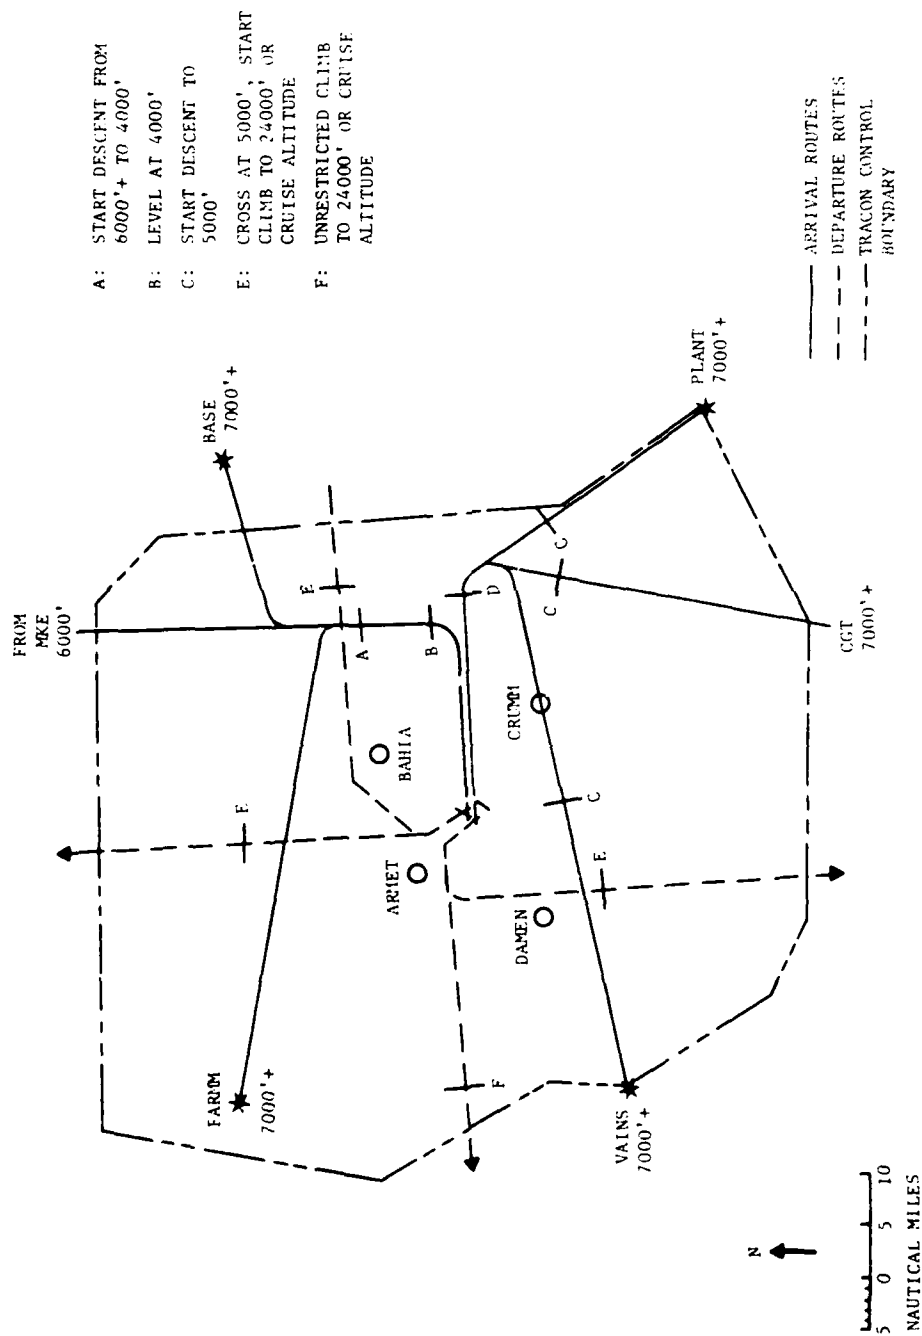 A: START DESCENT FROM
6000'+ TO 4000'
B: LEVEL AT 4000'
C: START DESCENT TO
5000'
E: CROSS AT 5000', START
CLIMB TO 24000' OR
CRUISE ALTITUDE
F: UNRESTRICTED CLIMB
TO 24000' OR CRUISE
ALTITUDE
FROM
MKE
6000'
BASE
7000'+
FARMM
7000'+
E
E
A
B
BAHIA
ARMET
D
C
C
CRUMM
C
E
DAMEN
F
VAINS
7000'+
PLANT
7000'+
CGT
7000'+
ARRIVAL ROUTES
DEPARTURE ROUTES
TRACON CONTROL
BOUNDARY
N
5 0 5 10
NAUTICAL MILES